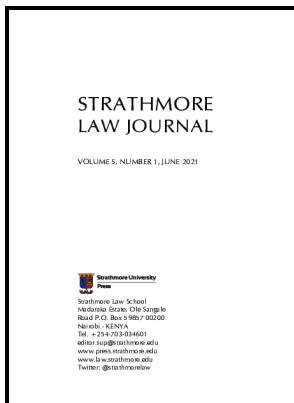 STRATHMORE
LAW JOURNAL
VOLUME 5, NUMBER 1, JUNE 2021
Strathmore University
Press
Strathmore Law School
Madaraka Estate, Ole Sangale
Road P.O. Box 59857 00200
Nairobi - KENYA
Tel. +254-703-034601
editor.sup@strathmore.edu
www.press.strathmore.edu
www.law.strathmore.edu
Twitter: @strathmorelaw